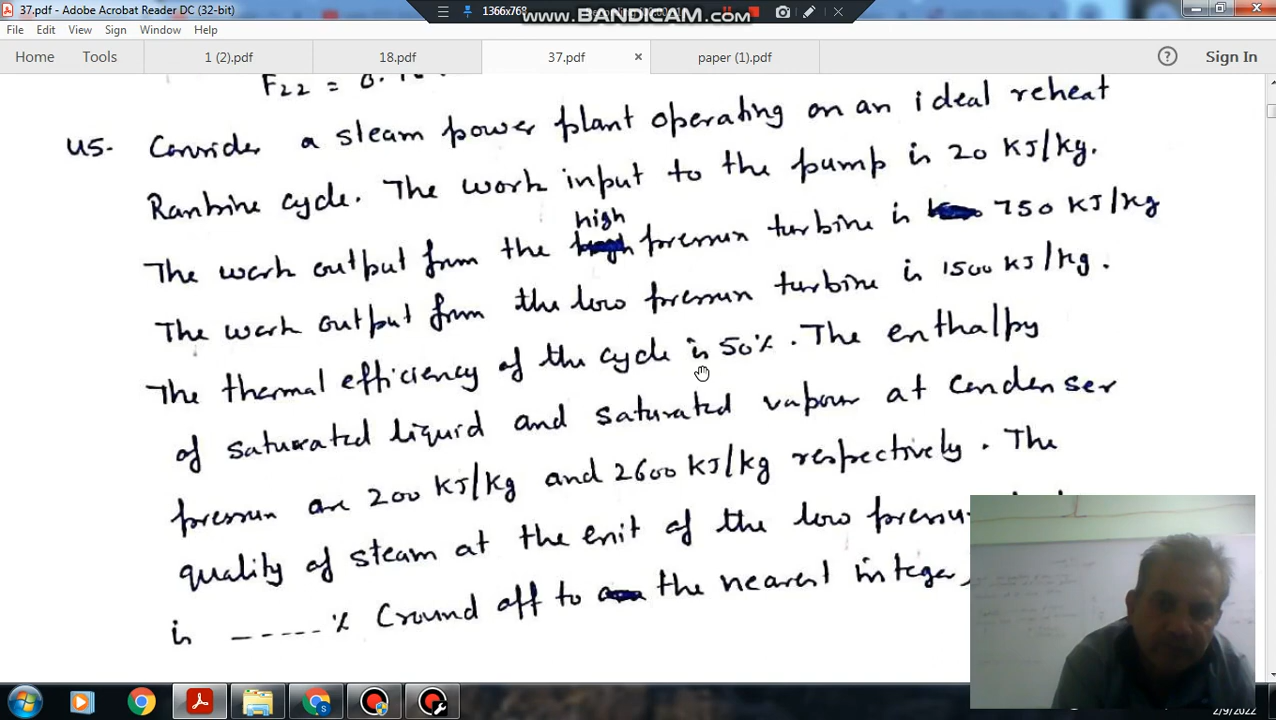 37.pdf - Adobe Acrobat Reader DC (32-bit)
1366x768
www.BANDICAM.com
File Edit View Sign Window Help
Home Tools 1 (2).pdf 18.pdf 37.pdf × paper (1).pdf ? Sign In
F22 = 0.
45. Consider a steam power plant operating on an ideal reheat
Rankine cycle. The work input to the pump is 20 KJ/kg.
The work output from the high pressure turbine is 750 KJ/kg
The work output from the low pressure turbine is 1500 KJ/kg.
The thermal efficiency of the cycle is 50%. The enthalpy
of saturated liquid and saturated vapour at condenser
pressure are 200 KJ/kg and 2600 KJ/kg respectively. The
quality of steam at the exit of the low pressu
is ----- % (round off to the nearest integer
2/9/2022